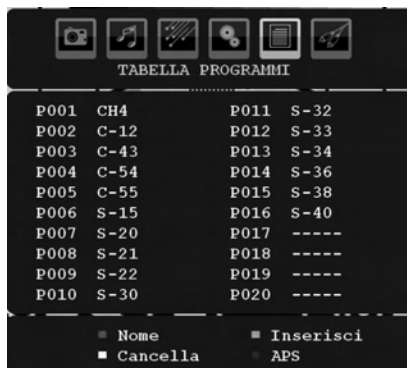 TABELLA PROGRAMMI
P001 CH4
P002 C-12
P003 C-43
P004 C-54
P005 C-55
P006 S-15
P007 S-20
P008 S-21
P009 S-22
P010 S-30
P011 S-32
P012 S-33
P013 S-34
P014 S-36
P015 S-38
P016 S-40
P017 -----
P018 -----
P019 -----
P020 -----
Nome Inserisci
Cancella APS